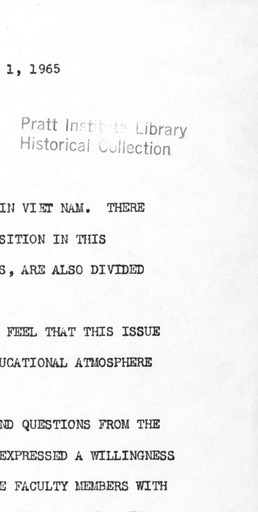 1, 1965
Pratt Institute Library
Historical Collection
IN VIET NAM. THERE
SITION IN THIS
S, ARE ALSO DIVIDED
FEEL THAT THIS ISSUE
UCATIONAL ATMOSPHERE
ND QUESTIONS FROM THE
EXPRESSED A WILLINGNESS
E FACULTY MEMBERS WITH